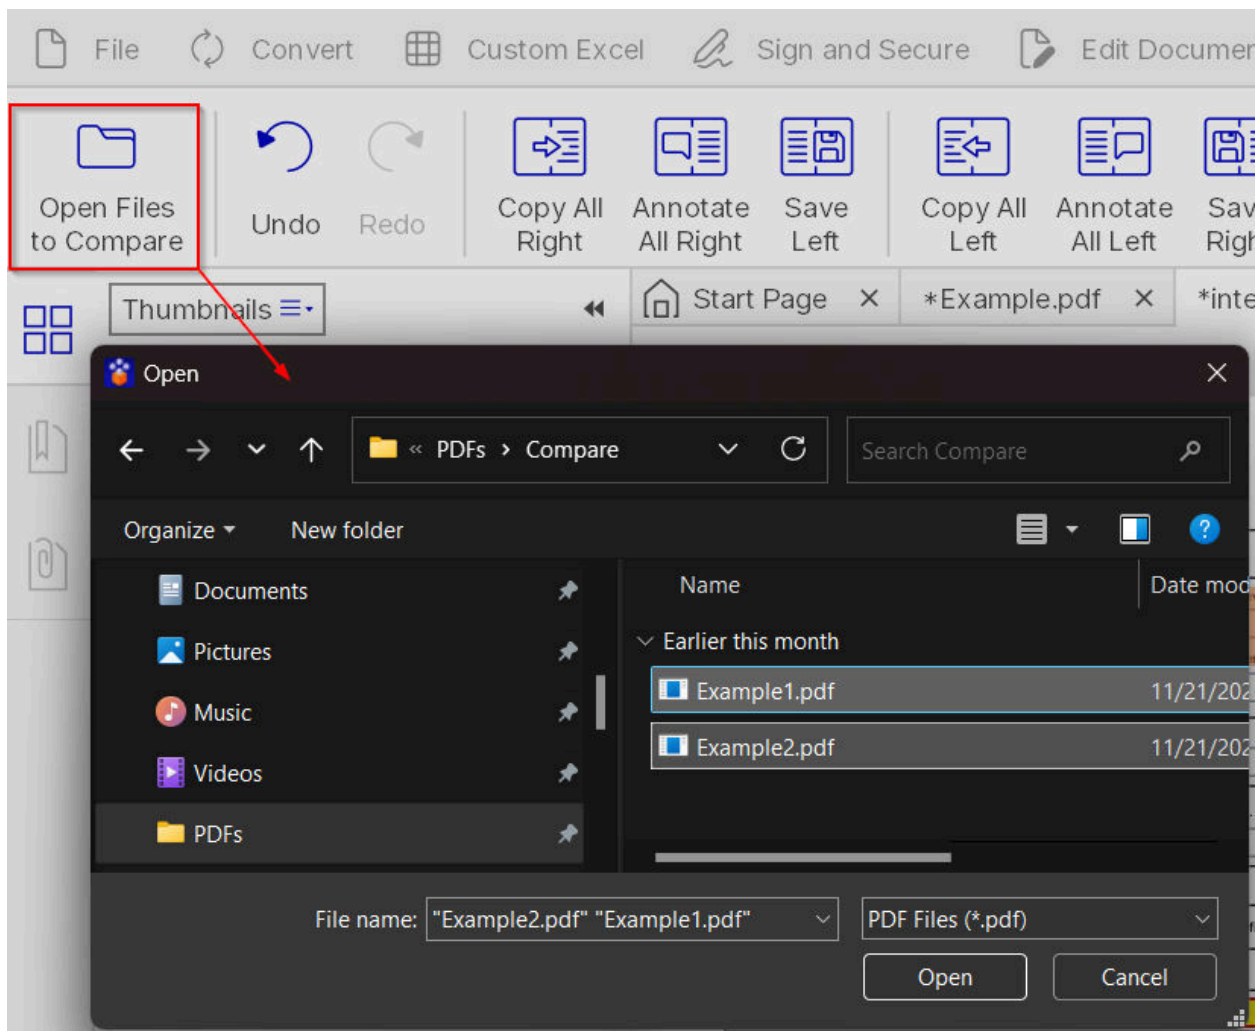 File Convert Custom Excel Sign and Secure Edit Documen
Open Files
to Compare
Undo
Redo
Copy All
Right
Annotate
All Right
Save
Left
Copy All
Left
Annotate
All Left
Sav
Righ
Thumbnails
Start Page
*Example.pdf
*inte
Open
« PDFs > Compare
Search Compare
Organize
New folder
Documents
Pictures
Music
Videos
PDFs
Name
Date mod
Earlier this month
Example1.pdf 11/21/202
Example2.pdf 11/21/202
File name: "Example2.pdf" "Example1.pdf"
PDF Files (*.pdf)
Open
Cancel